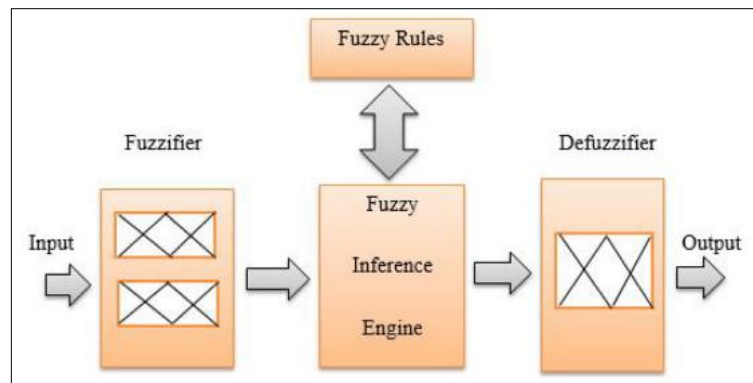 Fuzzy Rules
Fuzzifier
Defuzzifier
Input
Fuzzy
Inference
Engine
Output